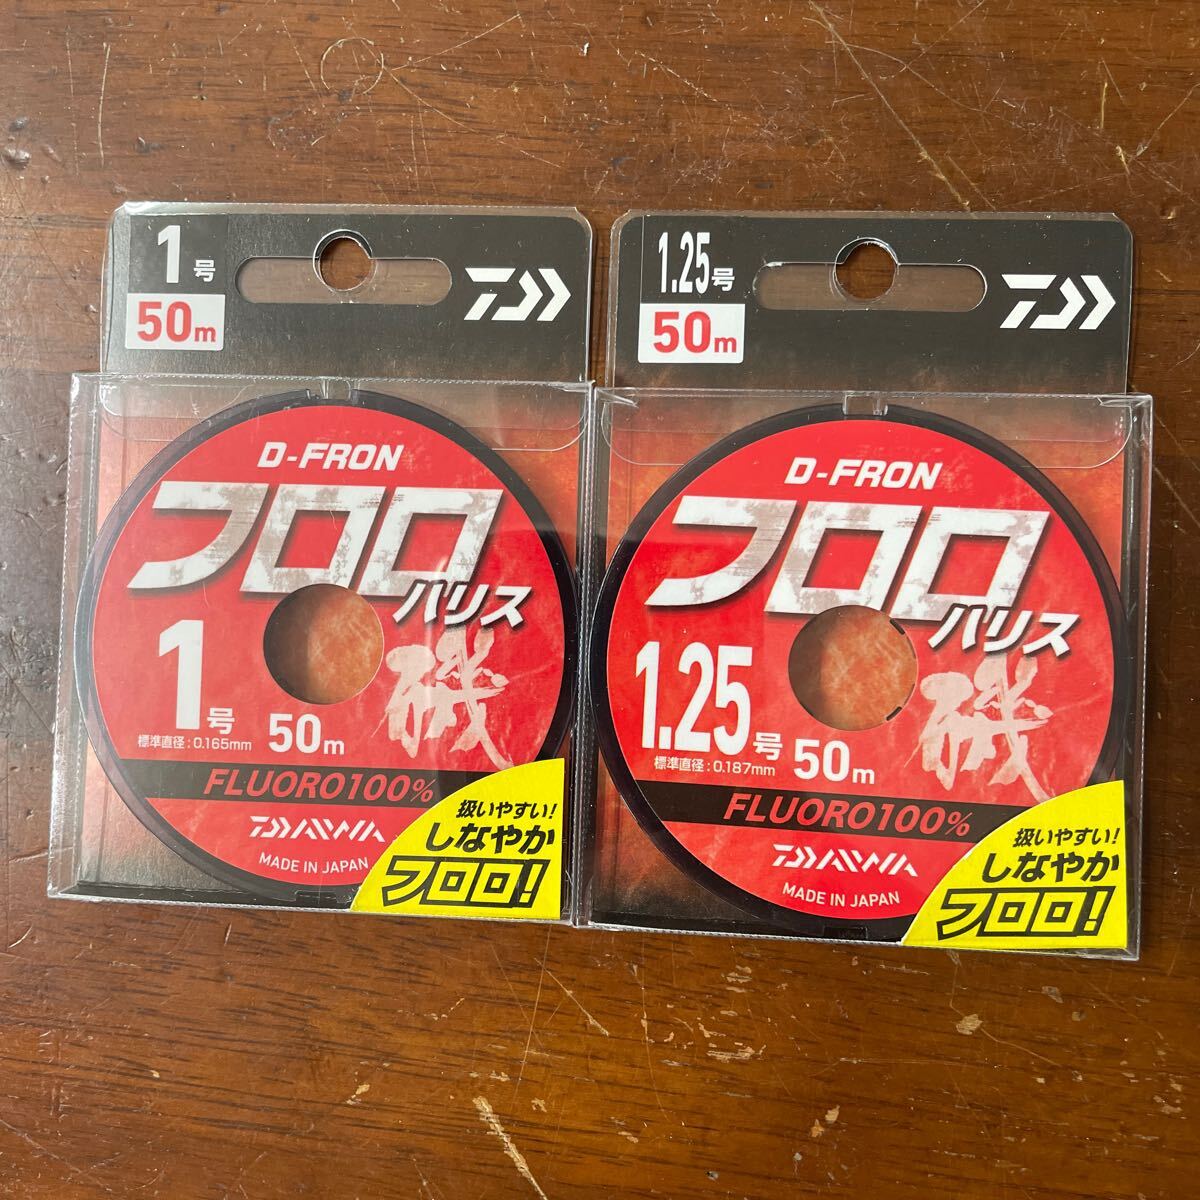 1号
50m
D-FRON
フロロ
ハリス
磯
1号
標準直径：0.165mm
50m
FLUORO100%
DAIWA
MADE IN JAPAN
扱いやすい!
しなやか
フロロ!
1.25号
50m
D-FRON
フロロ
ハリス
磯
1.25号
標準直径：0.187mm
50m
FLUORO100%
DAIWA
MADE IN JAPAN
扱いやすい!
しなやか
フロロ!